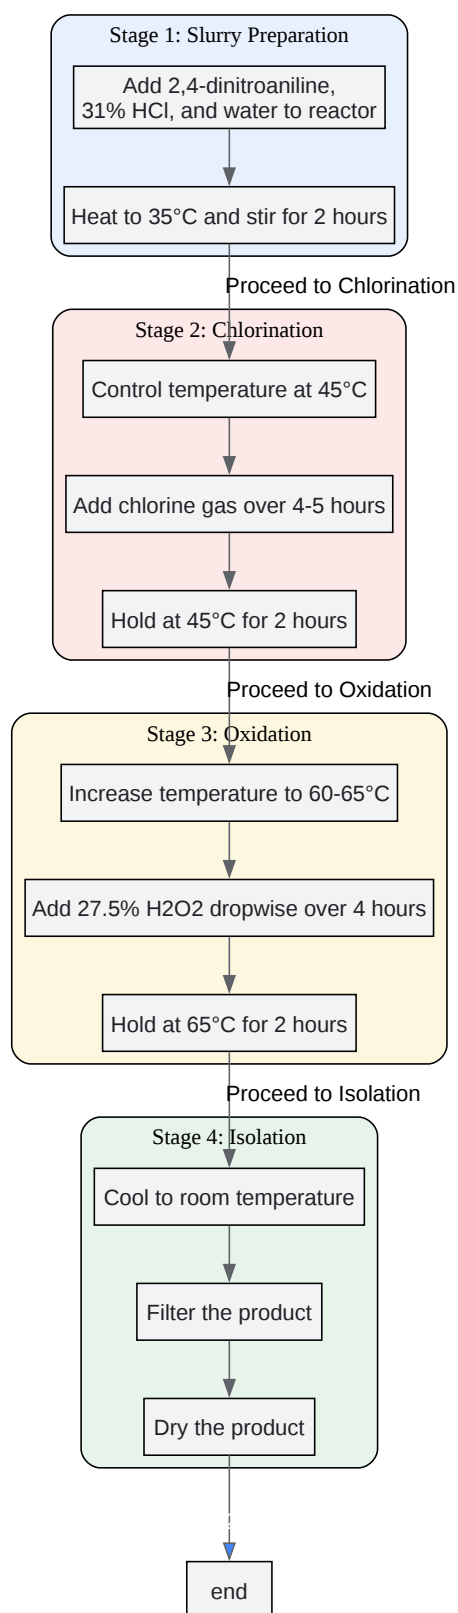 Stage 1: Slurry Preparation
Add 2,4-dinitroaniline,
31% HCl, and water to reactor
Heat to 35°C and stir for 2 hours
Proceed to Chlorination
Stage 2: Chlorination
Control temperature at 45°C
Add chlorine gas over 4-5 hours
Hold at 45°C for 2 hours
Proceed to Oxidation
Stage 3: Oxidation
Increase temperature to 60-65°C
Add 27.5% H2O2 dropwise over 4 hours
Hold at 65°C for 2 hours
Proceed to Isolation
Stage 4: Isolation
Cool to room temperature
Filter the product
Dry the product
end